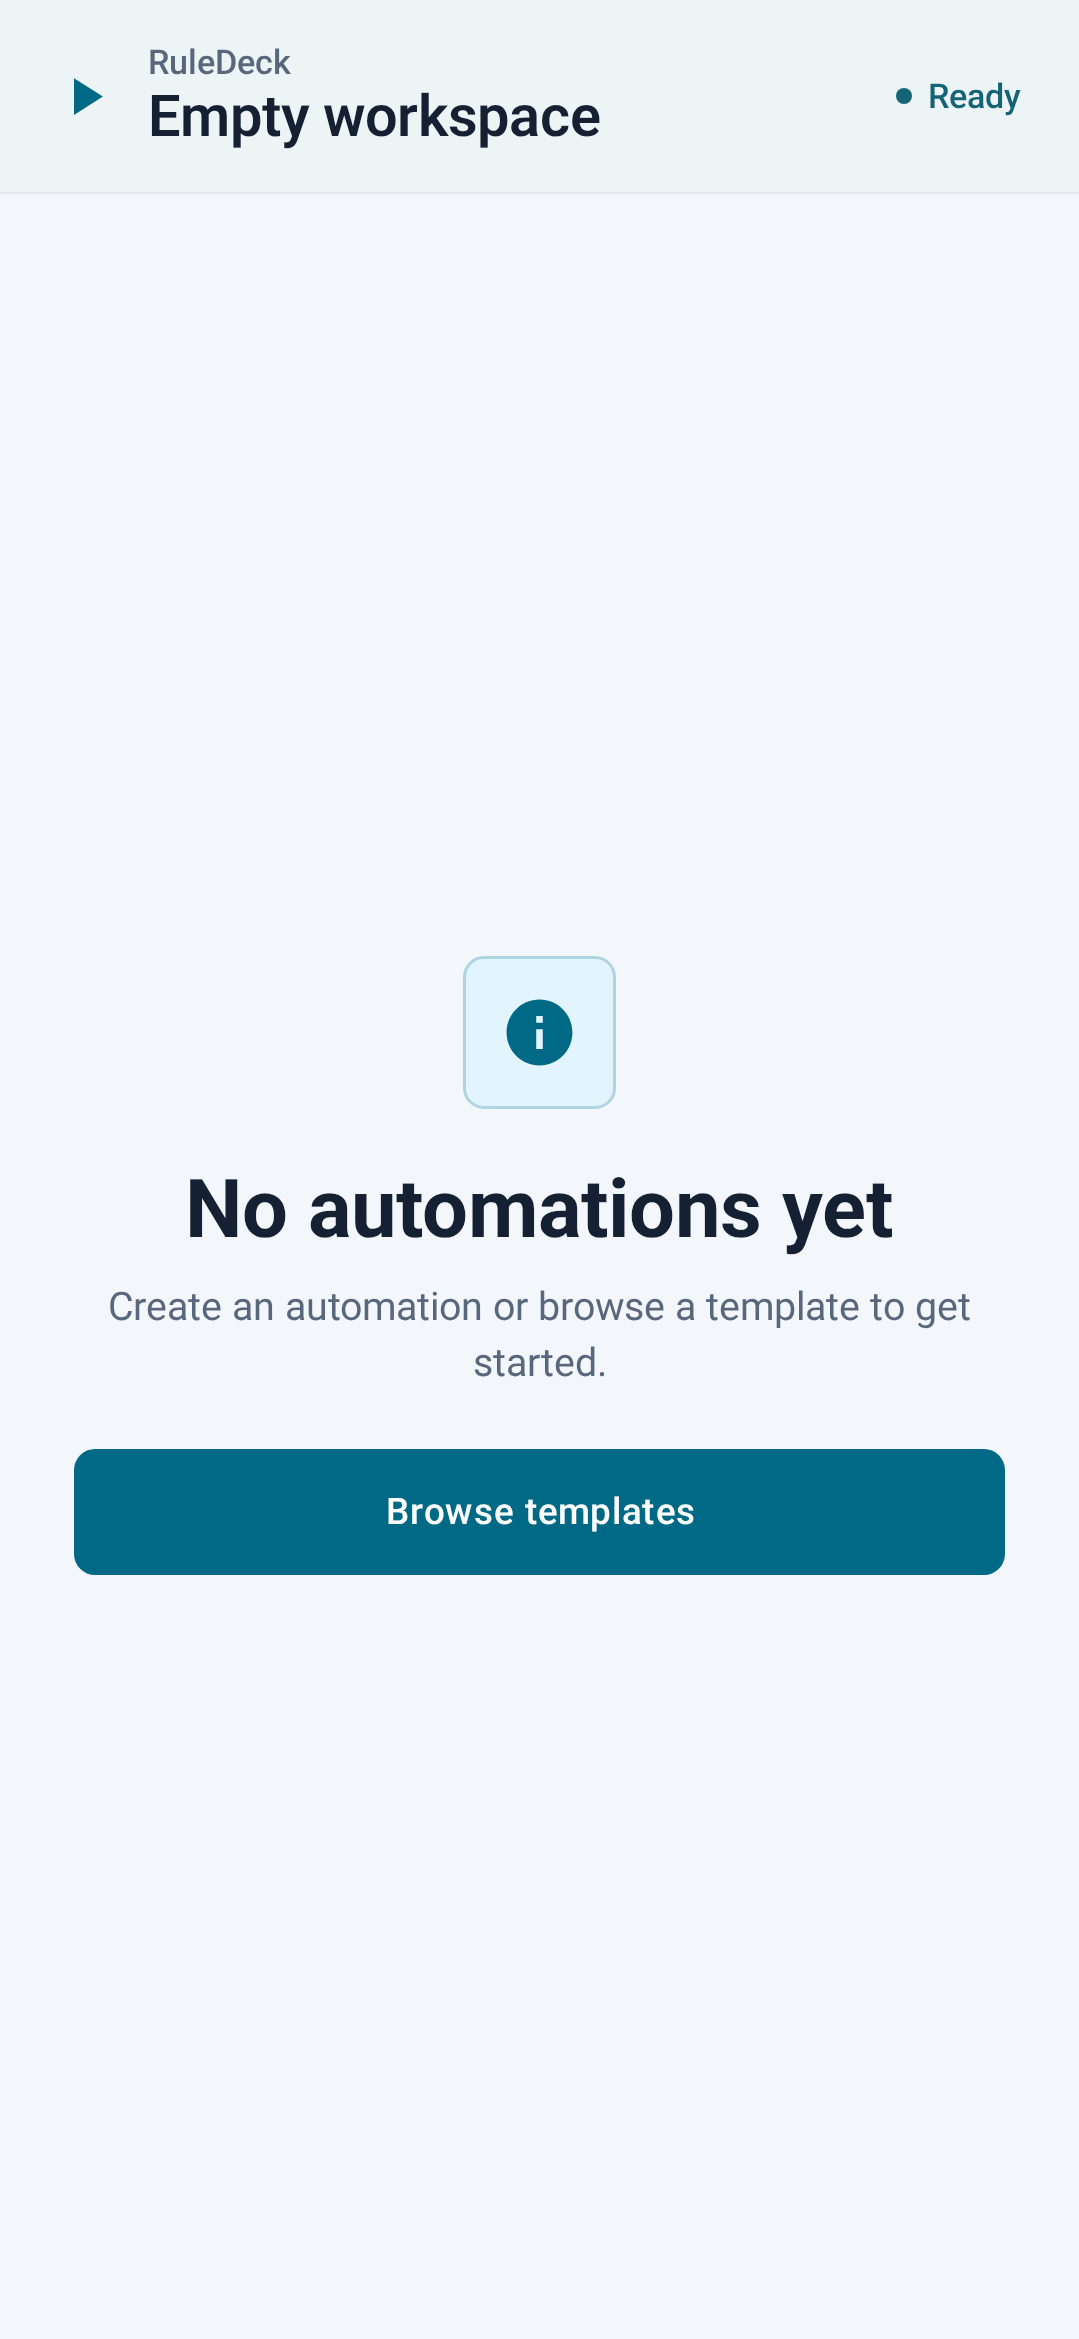 RuleDeck
Empty workspace
Ready
No automations yet
Create an automation or browse a template to get
started.
Browse templates